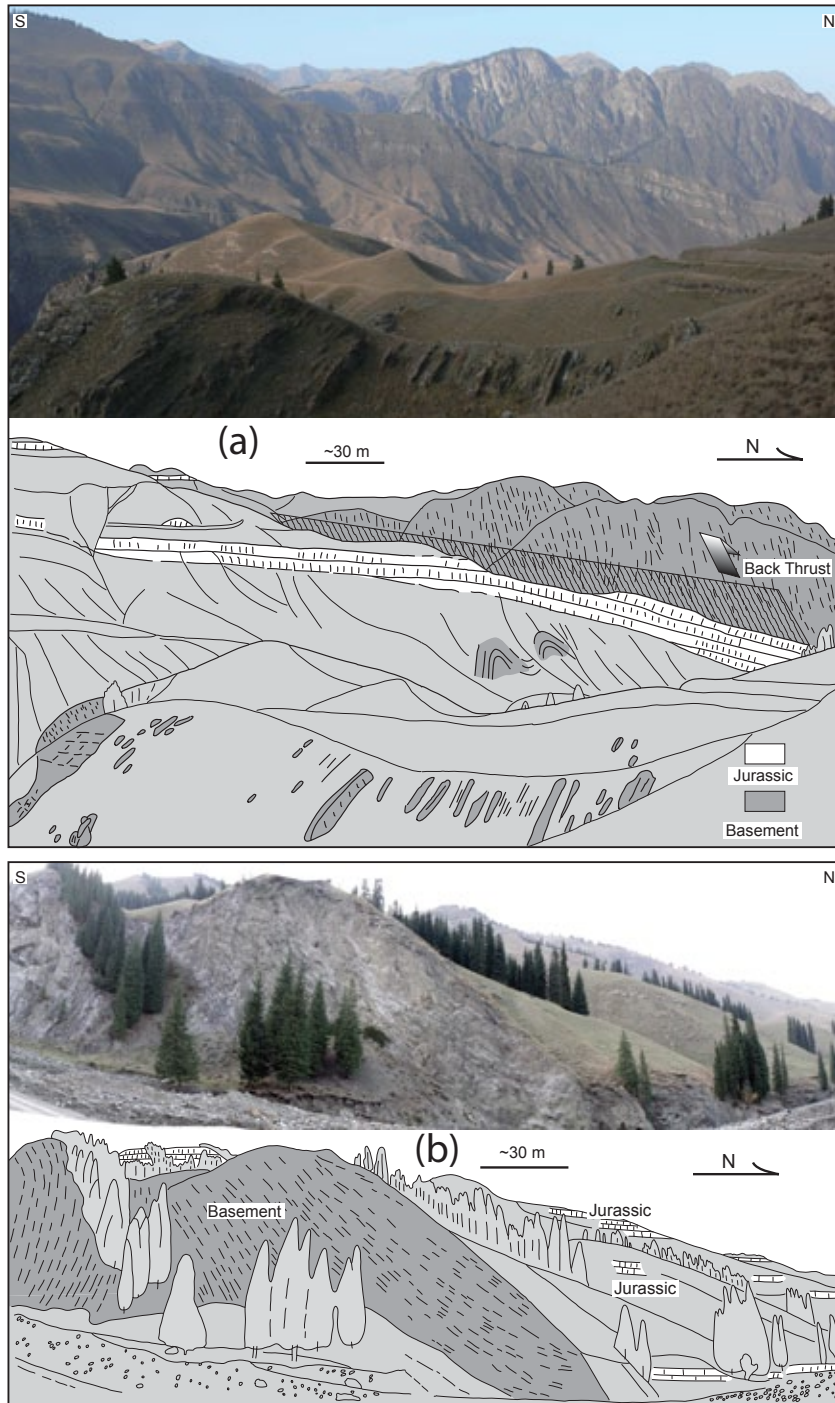 S N
(a)
~30 m
N
Back Thrust
Jurassic
Basement
S N
(b)
~30 m
N
Jurassic
Basement
Jurassic